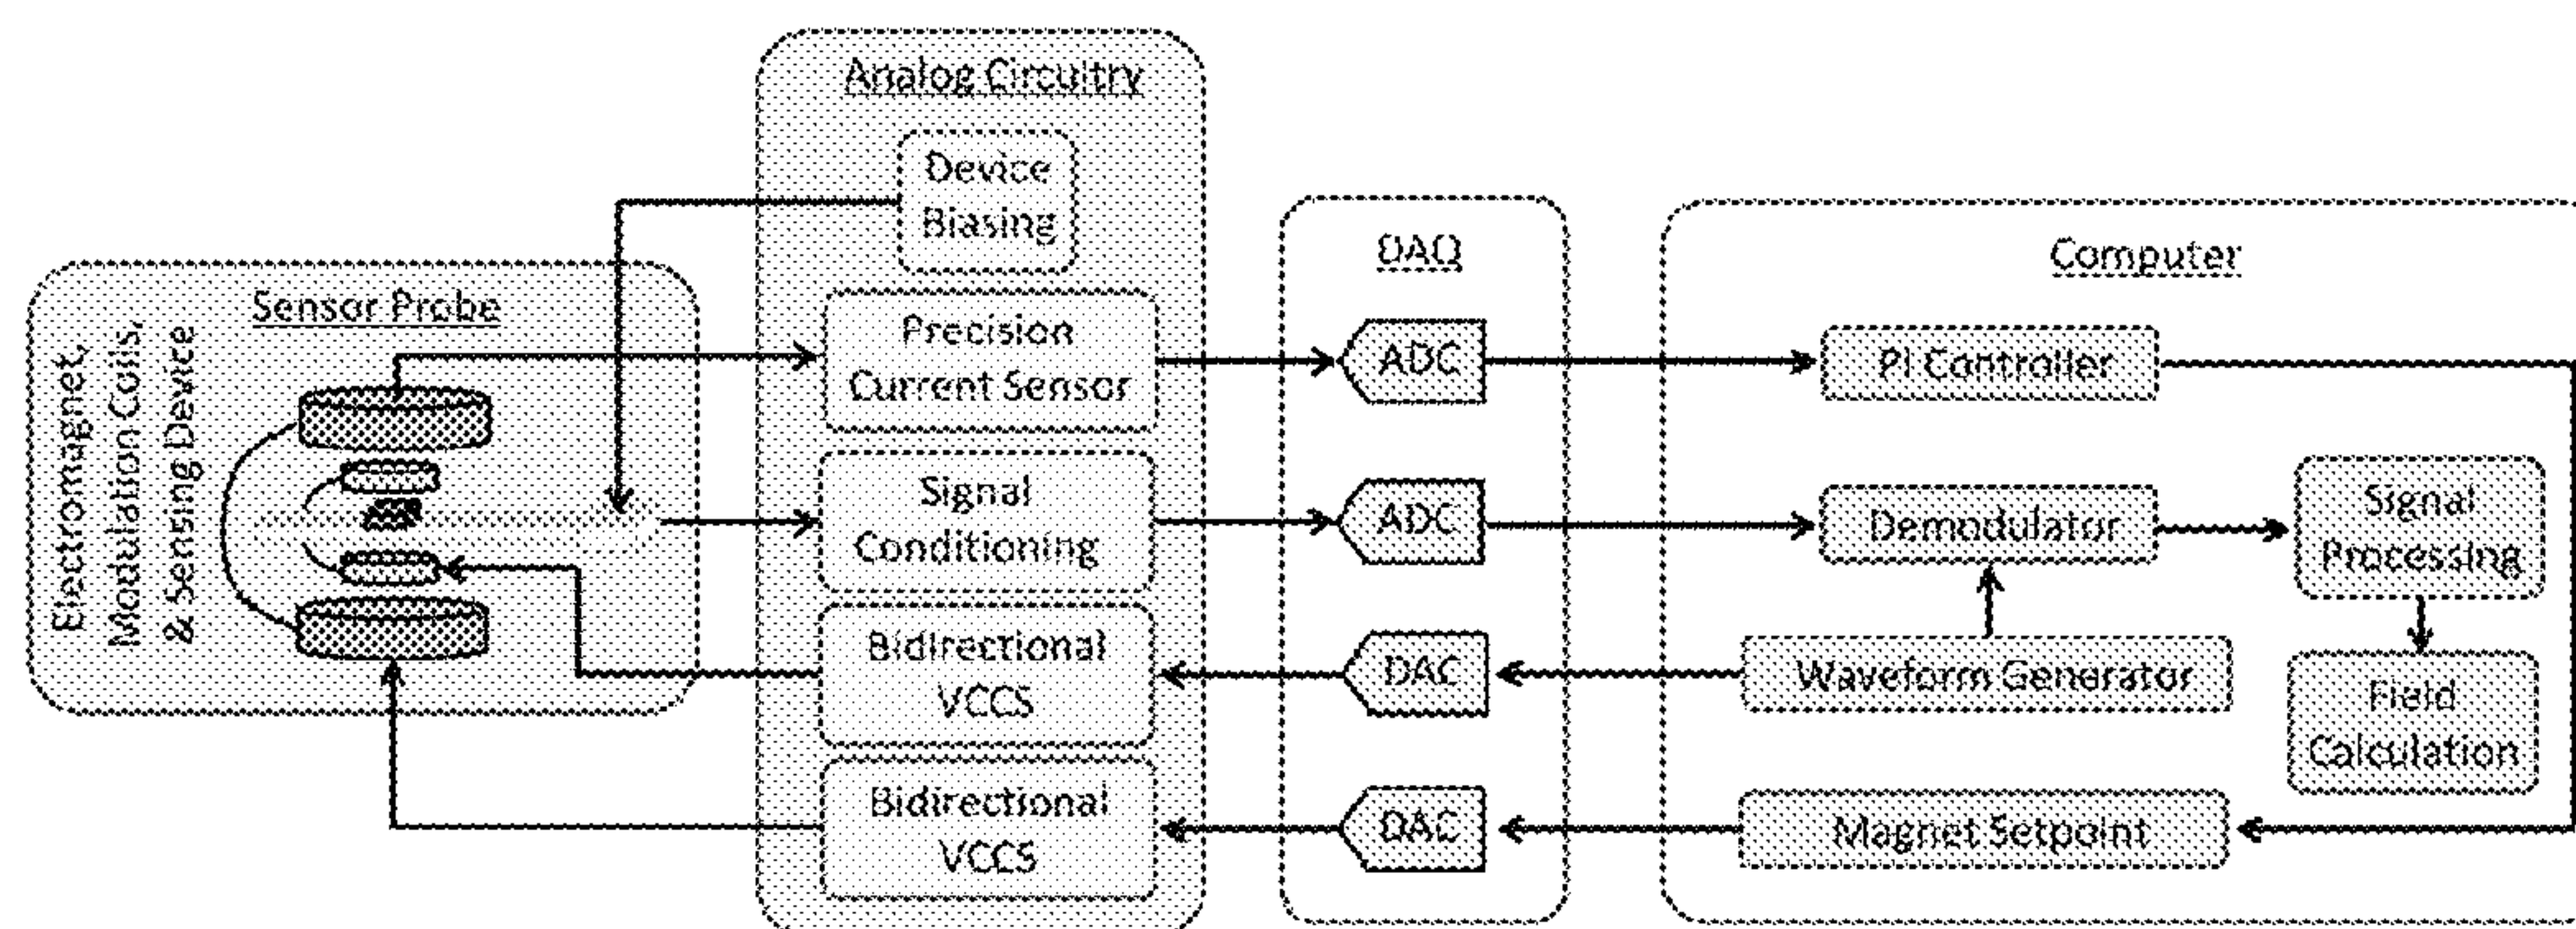 Analog Circuitry
Device
Biasing
Sensor Probe
Electromagnet,
Modulation Coils,
& Sensing Device
Precision
Current Sensor
Signal
Conditioning
Bidirectional
VCCS
Bidirectional
VCCS
DAQ
ADC
ADC
DAC
DAC
Computer
PI Controller
Demodulator
Signal
Processing
Waveform Generator
Field
Calculation
Magnet Setpoint